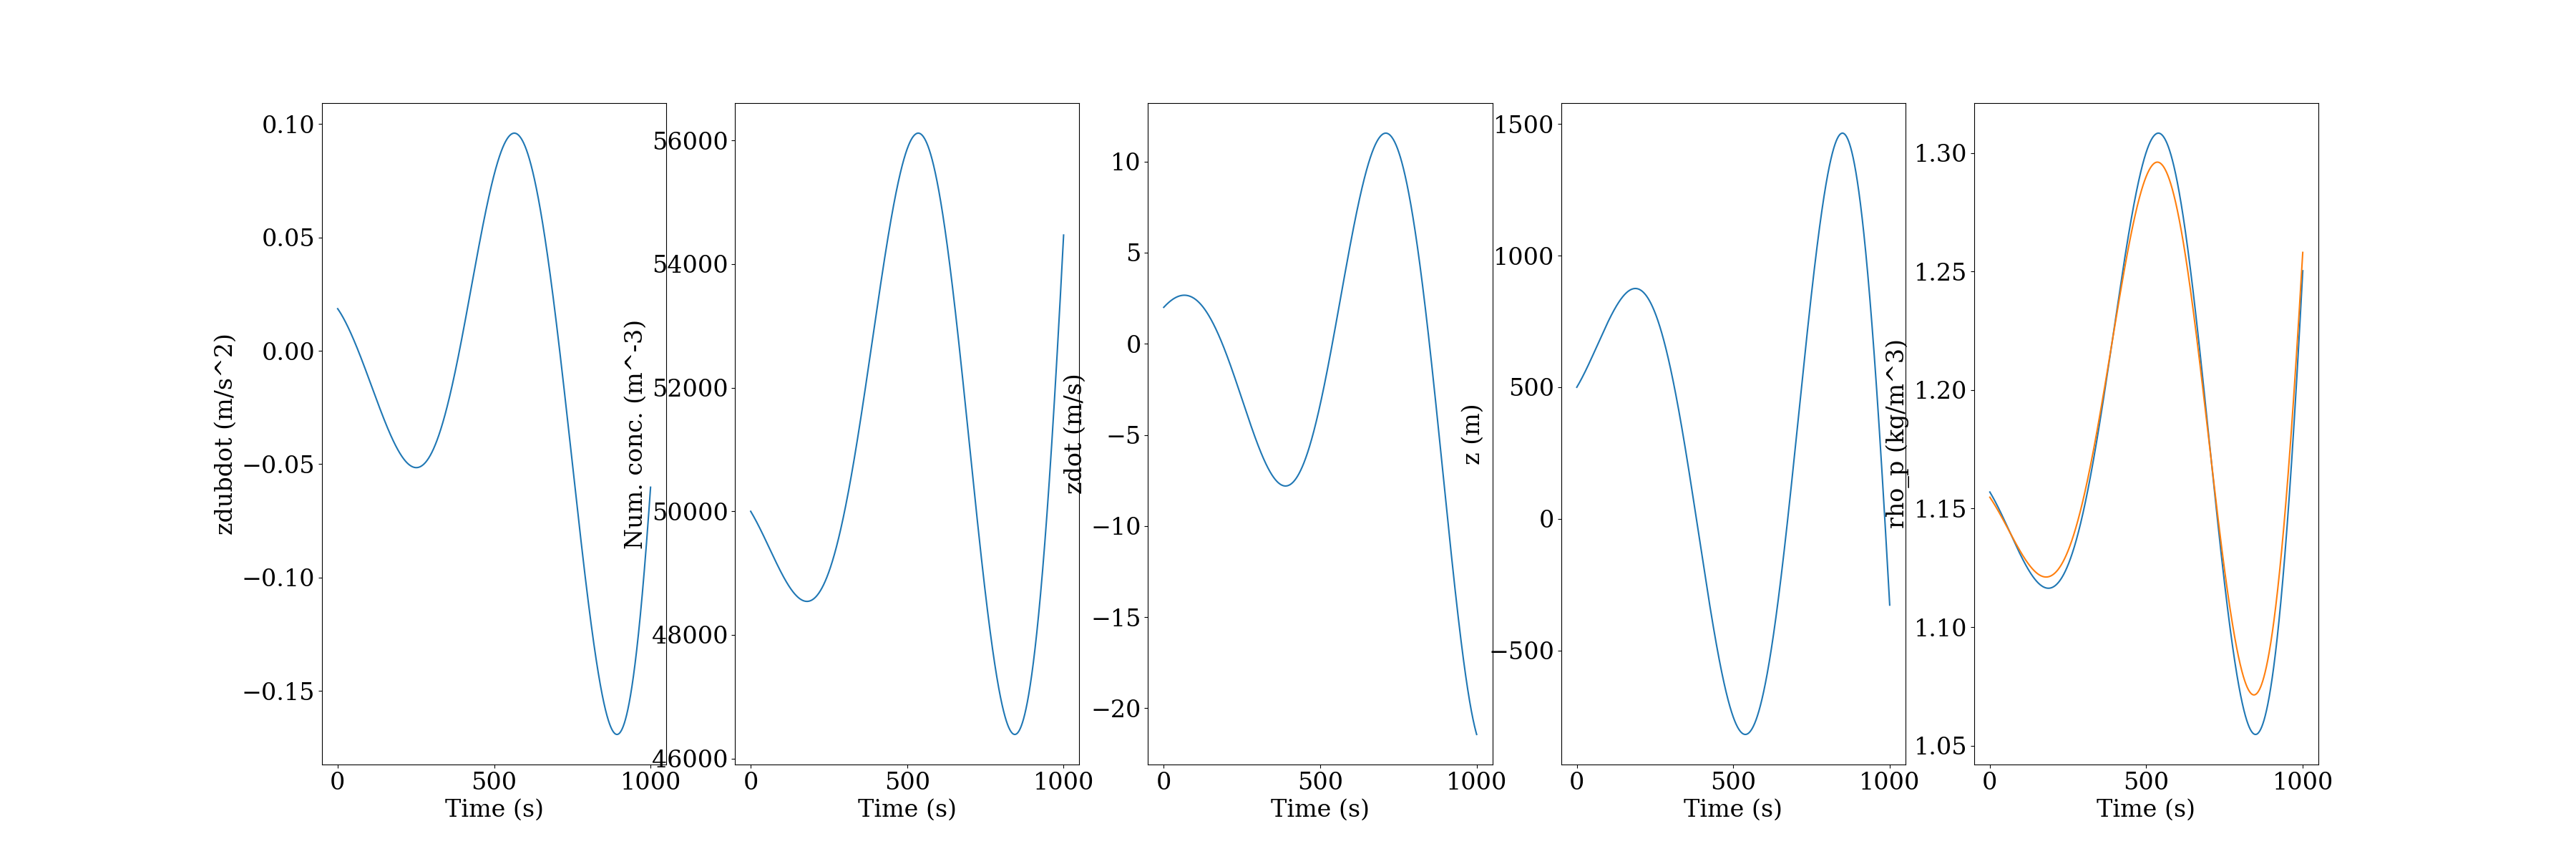 zdubdot (m/s^2)
0.10
0.05
0.00
−0.05
−0.10
−0.15
0 500 1000
Time (s)
Num. conc. (m^-3)
56000
54000
52000
50000
48000
46000
0 500 1000
Time (s)
zdot (m/s)
10
5
0
−5
−10
−15
−20
0 500 1000
Time (s)
z (m)
1500
1000
500
0
−500
0 500 1000
Time (s)
rho_p (kg/m^3)
1.30
1.25
1.20
1.15
1.10
1.05
0 500 1000
Time (s)